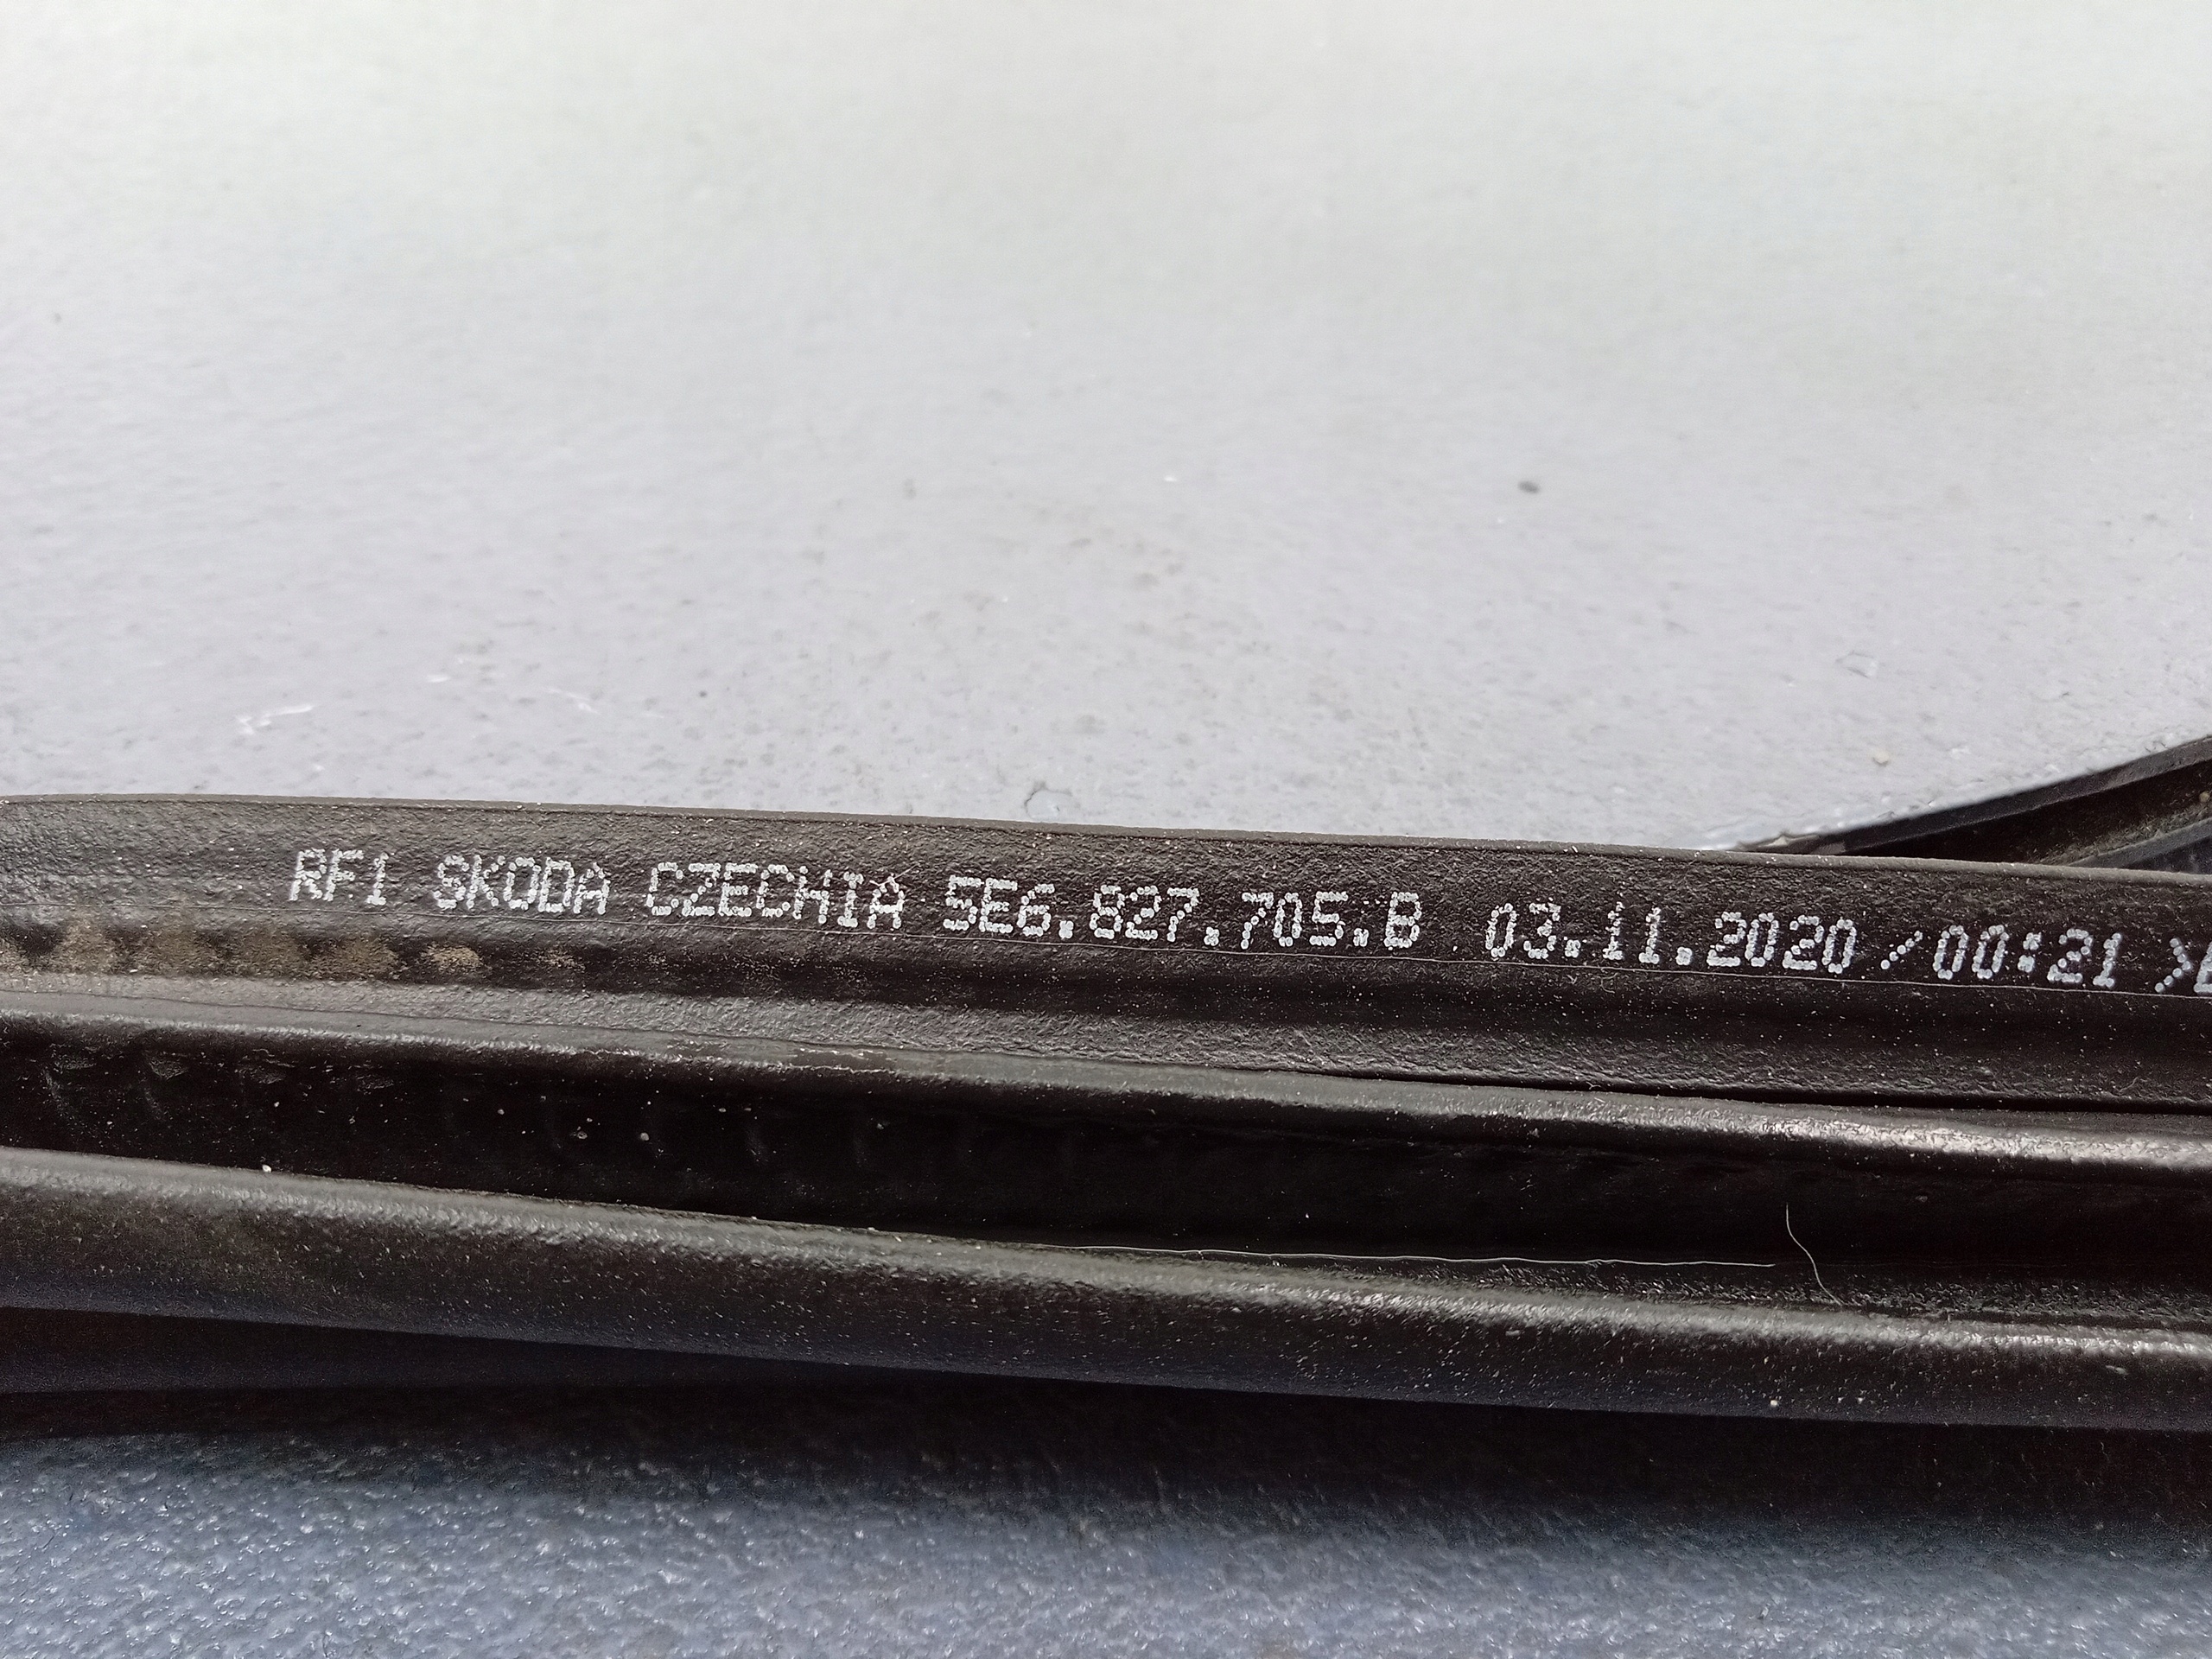 RF1 SKODA CZECHIA 5E6.827.705.B 03.11.2020 /00:21